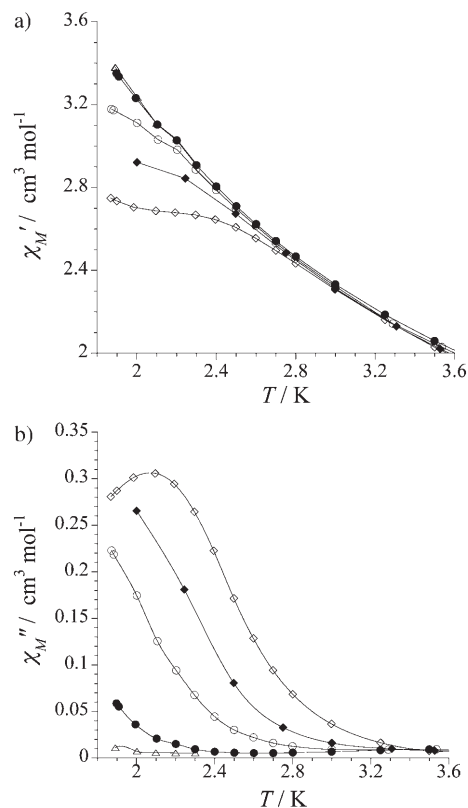 a)
3.6
3.2
2.8
2.4
2
χM′ / cm³ mol⁻¹
2 2.4 2.8 3.2 3.6
T / K
b)
0.35
0.3
0.25
0.2
0.15
0.1
0.05
0
χM″ / cm³ mol⁻¹
2 2.4 2.8 3.2 3.6
T / K